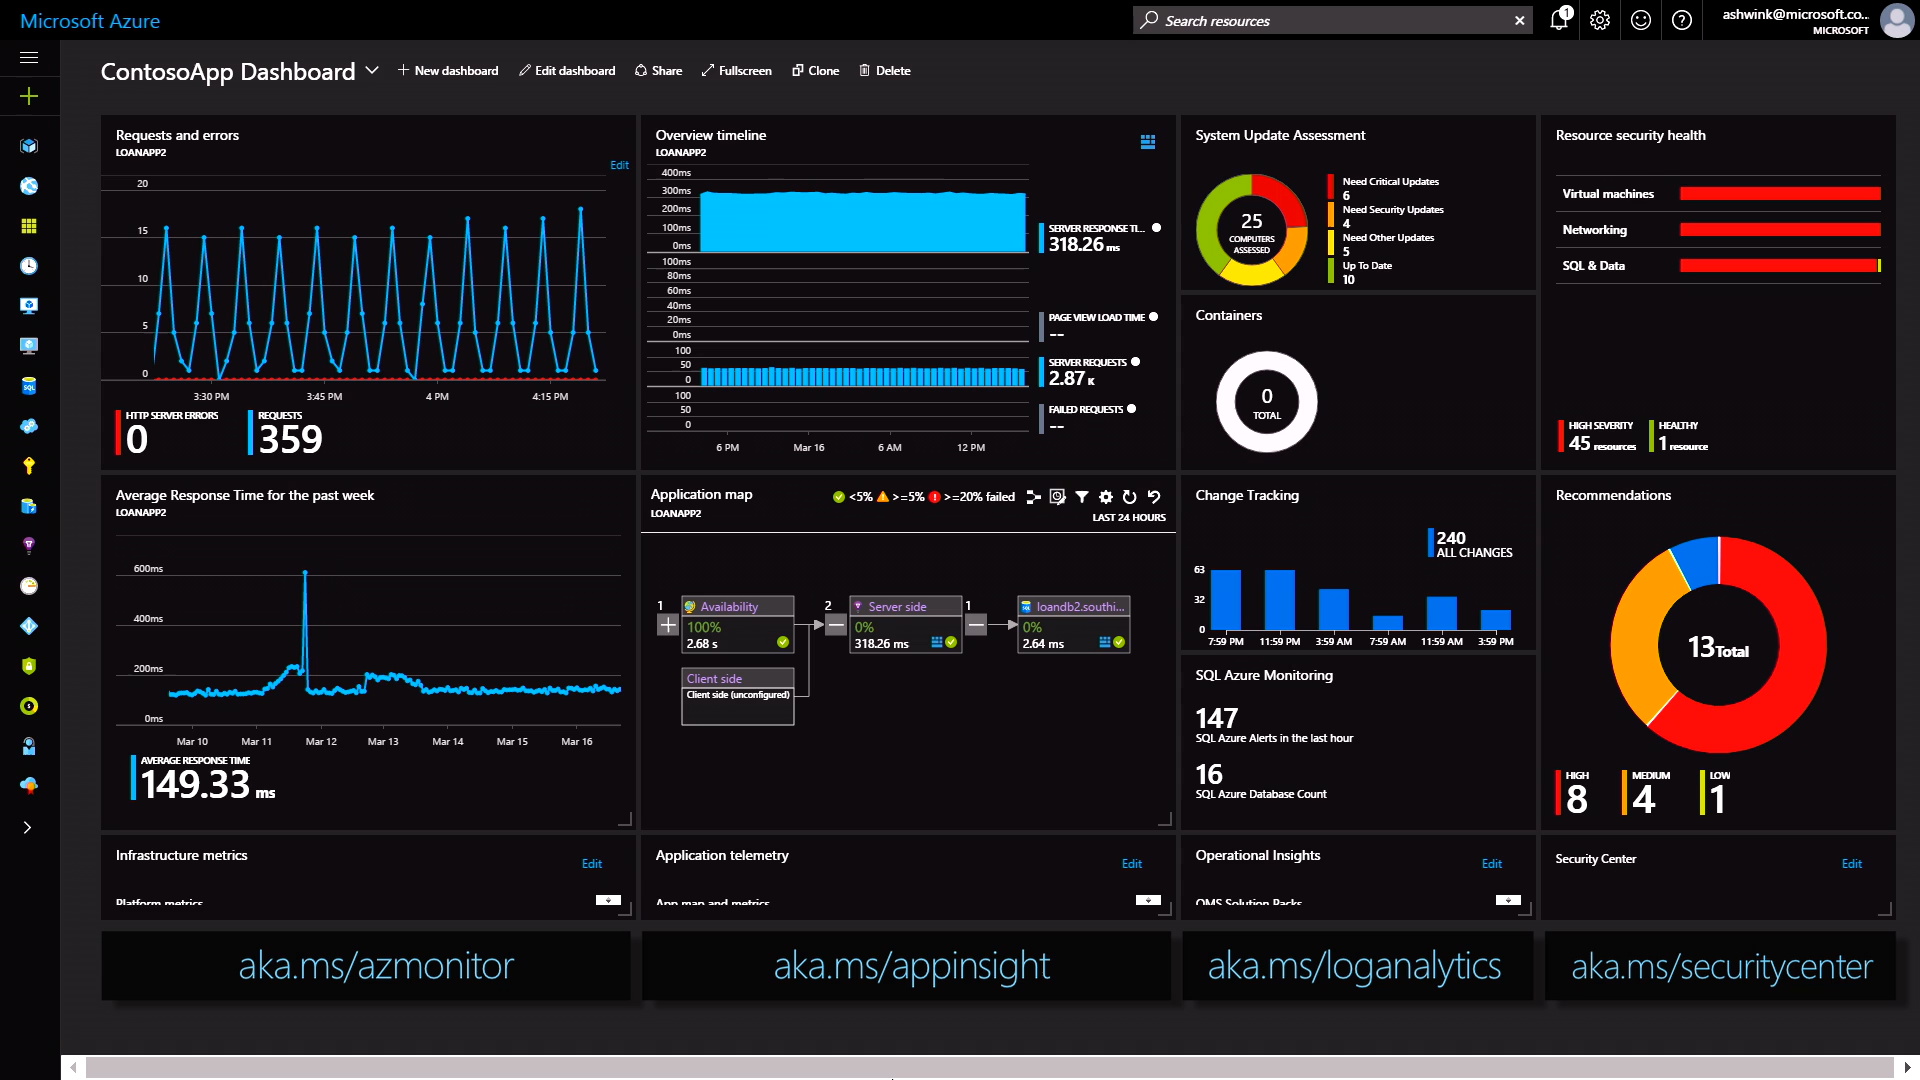 Microsoft Azure
Search resources
1
ashwink@microsoft.co...
MICROSOFT
ContosoApp Dashboard
New dashboard
Edit dashboard
Share
Fullscreen
Clone
Delete
Requests and errors
LOANAPP2
Edit
20
15
10
5
0
3:30 PM
3:45 PM
4 PM
4:15 PM
HTTP SERVER ERRORS
0
REQUESTS
359
Overview timeline
LOANAPP2
400ms
300ms
200ms
100ms
0ms
SERVER RESPONSE TI...
318.26 ms
100ms
80ms
60ms
40ms
20ms
0ms
PAGE VIEW LOAD TIME
--
100
50
0
SERVER REQUESTS
2.87 K
100
50
0
FAILED REQUESTS
--
6 PM
Mar 16
6 AM
12 PM
System Update Assessment
25
COMPUTERS
ASSESSED
Need Critical Updates
6
Need Security Updates
4
Need Other Updates
5
Up To Date
10
Containers
0
TOTAL
Resource security health
Virtual machines
Networking
SQL & Data
HIGH SEVERITY
45 resources
HEALTHY
1 resource
Average Response Time for the past week
LOANAPP2
600ms
400ms
200ms
0ms
Mar 10
Mar 11
Mar 12
Mar 13
Mar 14
Mar 15
Mar 16
AVERAGE RESPONSE TIME
149.33 ms
Application map
LOANAPP2
<5%
>=5%
>=20% failed
LAST 24 HOURS
1
Availability
100%
2.68 s
Client side
Client side (unconfigured)
2
Server side
0%
318.26 ms
1
loandb2.southi...
0%
2.64 ms
Change Tracking
240
ALL CHANGES
63
32
0
7:59 PM
11:59 PM
3:59 AM
7:59 AM
11:59 AM
3:59 PM
SQL Azure Monitoring
147
SQL Azure Alerts in the last hour
16
SQL Azure Database Count
Recommendations
13 Total
HIGH
8
MEDIUM
4
LOW
1
Infrastructure metrics
Edit
Platform metrics
Application telemetry
Edit
App map and metrics
Operational Insights
Edit
OMS Solution Packs
Security Center
Edit
aka.ms/azmonitor
aka.ms/appinsight
aka.ms/loganalytics
aka.ms/securitycenter